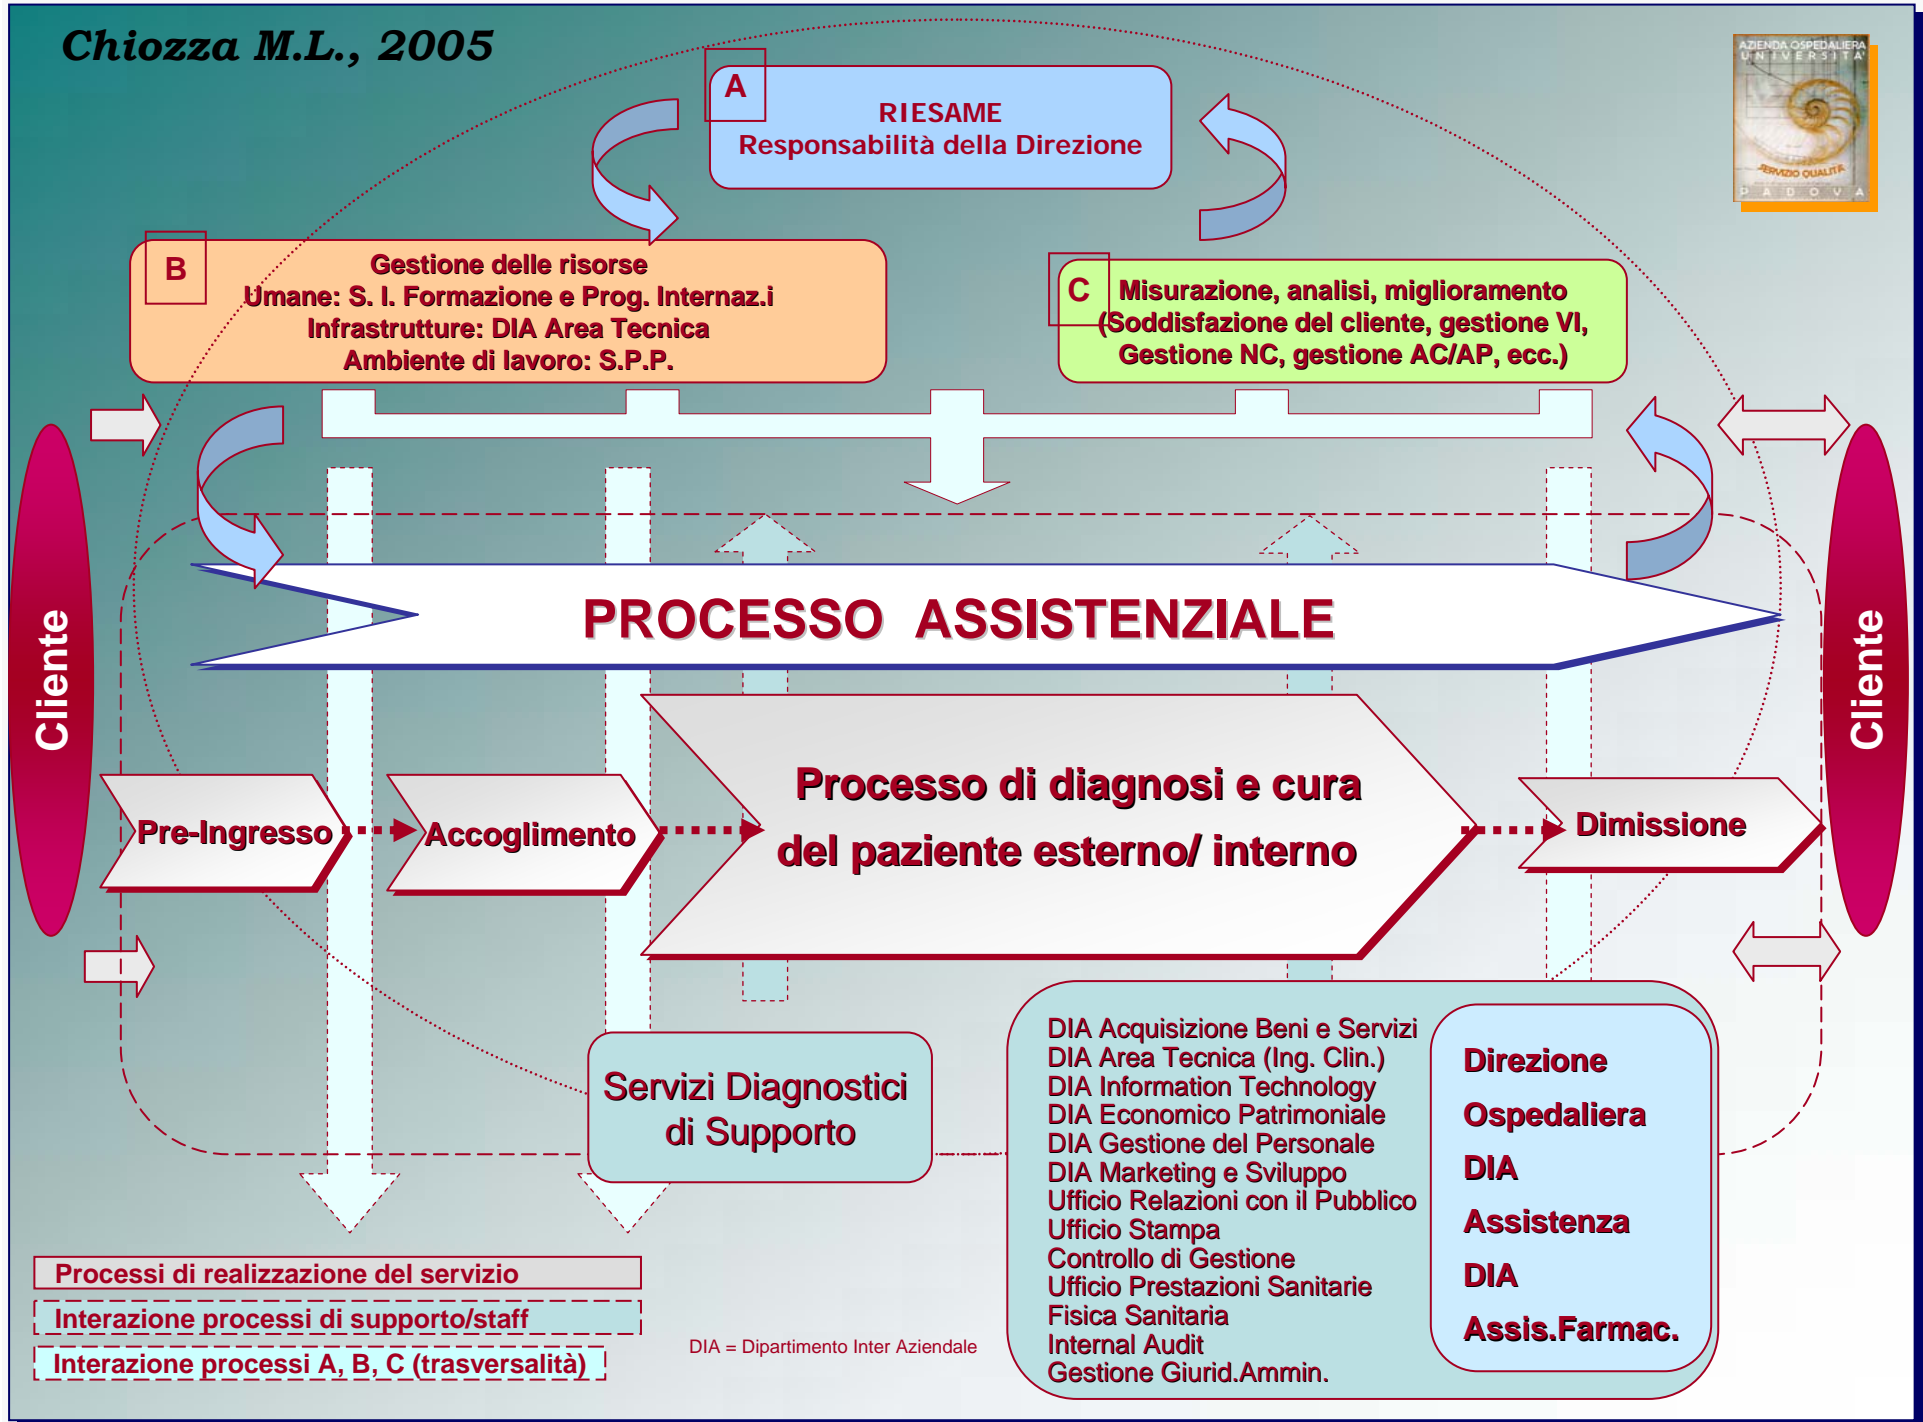 Chiozza M.L., 2005
AZIENDA OSPEDALIERA
UNIVERSITA'
SERVIZIO QUALITA'
PADOVA
A
RIESAME
Responsabilità della Direzione
B
Gestione delle risorse
Umane: S. I. Formazione e Prog. Internaz.i
Infrastrutture: DIA Area Tecnica
Ambiente di lavoro: S.P.P.
C
Misurazione, analisi, miglioramento
(Soddisfazione del cliente, gestione VI,
Gestione NC, gestione AC/AP, ecc.)
Cliente
PROCESSO ASSISTENZIALE
Cliente
Pre-Ingresso
Accoglimento
Processo di diagnosi e cura
del paziente esterno/ interno
Dimissione
Servizi Diagnostici
di Supporto
DIA Acquisizione Beni e Servizi
DIA Area Tecnica (Ing. Clin.)
DIA Information Technology
DIA Economico Patrimoniale
DIA Gestione del Personale
DIA Marketing e Sviluppo
Ufficio Relazioni con il Pubblico
Ufficio Stampa
Controllo di Gestione
Ufficio Prestazioni Sanitarie
Fisica Sanitaria
Internal Audit
Gestione Giurid.Ammin.
Direzione
Ospedaliera
DIA
Assistenza
DIA
Assis.Farmac.
Processi di realizzazione del servizio
Interazione processi di supporto/staff
Interazione processi A, B, C (trasversalità)
DIA = Dipartimento Inter Aziendale